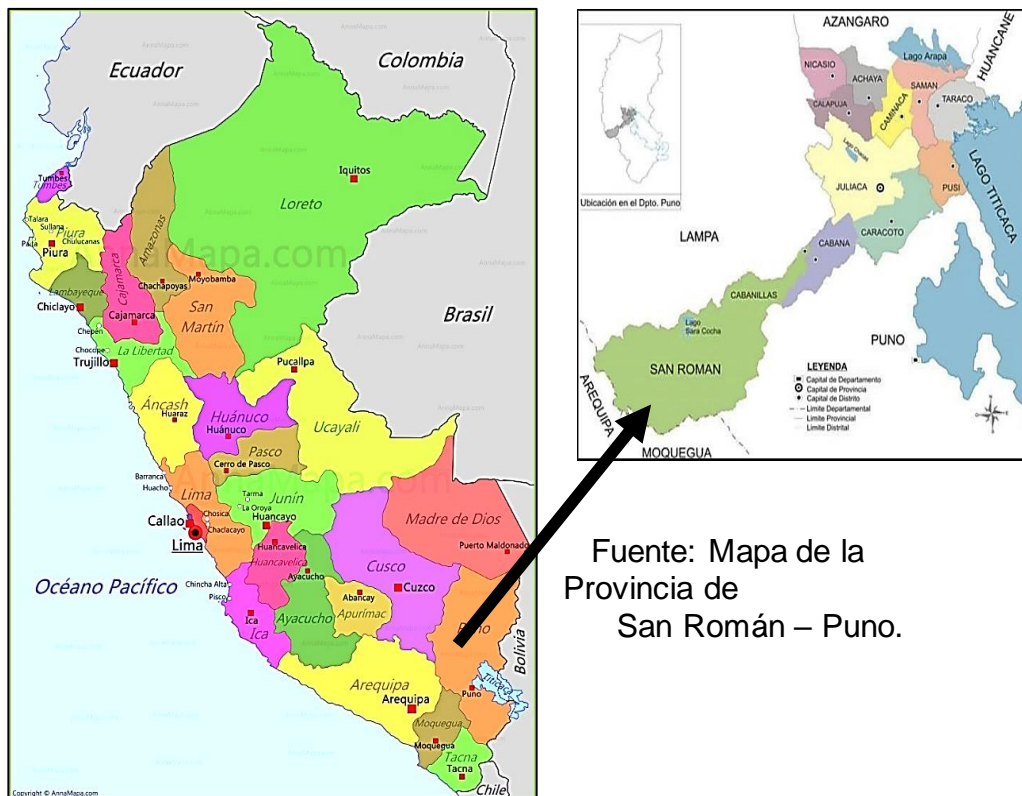 Ecuador
Colombia
Tumbes
Tumbes
Iquitos
Loreto
Talara
Sullana
Piura
Paita
Chulucanas
Piura
Amazonas
Cajamarca
Lambayeque
Moyobamba
Chachapoyas
San
Martín
Chiclayo
Cajamarca
Brasil
Chepén
Chocope
La Libertad
Trujillo
Pucallpa
Áncash
Huaraz
Huánuco
Huánuco
Ucayali
Pasco
Cerro de Pasco
Barranca
Huacho
Lima
Tarma
Junín
La Oroya
Chosica
Chaclacayo
Huancayo
Callao
Lima
Madre de Dios
Puerto Maldonado
Huancavelica
Huancavelica
Ayacucho
Cusco
Cuzco
Océano Pacífico
Chincha Alta
Pisco
Abancay
Apurímac
Ica
Ica
Ayacucho
Puno
Bolivia
Arequipa
Arequipa
Titicaca
Puno
Moquegua
Moquegua
Tacna
Tacna
Chile
Copyright © AnnaMapa.com
AnnaMapa.com
AnnaMapa.com
AZANGARO
HUANCANE
Lago Arapa
NICASIO
ACHAYA
SAMAN
CALAPUJA
CAMINACA
TARACO
Lago Chacas
LAGO TITICACA
JULIACA
PUSI
Ubicación en el Dpto. Puno
CARACOTO
LAMPA
CABANA
CABANILLAS
Lago
Sara Cocha
PUNO
SAN ROMAN
LEYENDA
Capital de Departamento
Capital de Provincia
Capital de Distrito
Limite Departamental
Limite Provincial
Limite Distrital
AREQUIPA
MOQUEGUA
Fuente: Mapa de la
Provincia de
San Román – Puno.